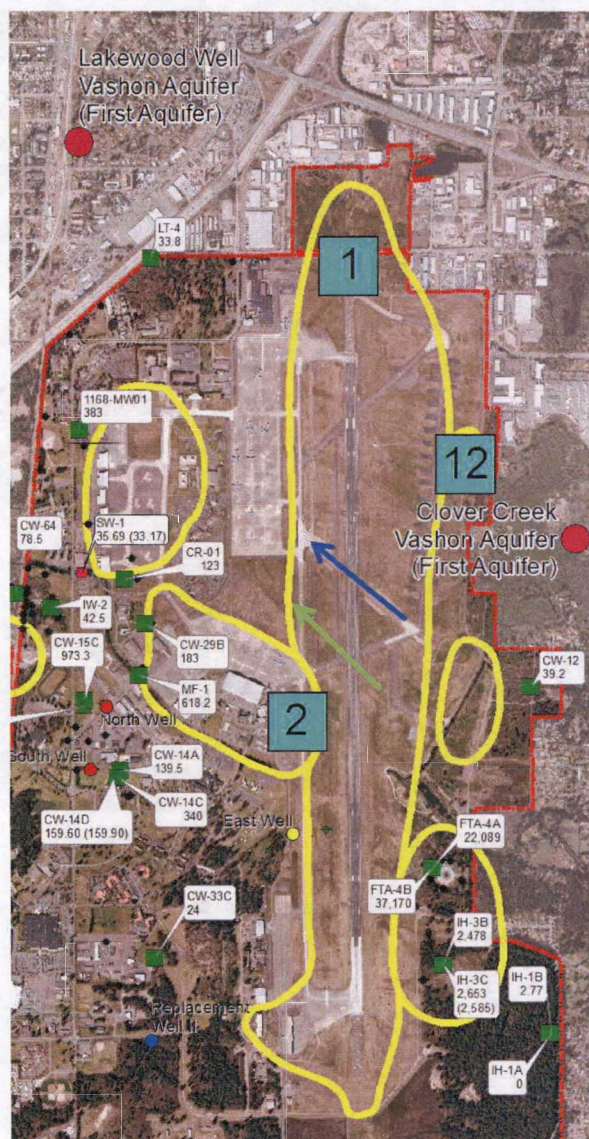 Lakewood Well
Vashon Aquifer
(First Aquifer)
LT-4
33.8
1
1168-MW01
383
12
SW-1
35.69 (33.17)
CW-64
78.5
Clover Creek
Vashon Aquifer
(First Aquifer)
CR-01
123
IW-2
42.5
CW-15C
973.3
CW-29B
183
MF-1
618.2
CW-12
39.2
North Well
2
South Well
CW-14A
139.5
CW-14C
340
CW-14D
159.60 (159.90)
East Well
FTA-4A
22,089
FTA-4B
37,170
CW-33C
24
IH-3B
2,478
IH-3C
2,653
(2,585)
IH-1B
2.77
Replacement
IH-1A
0